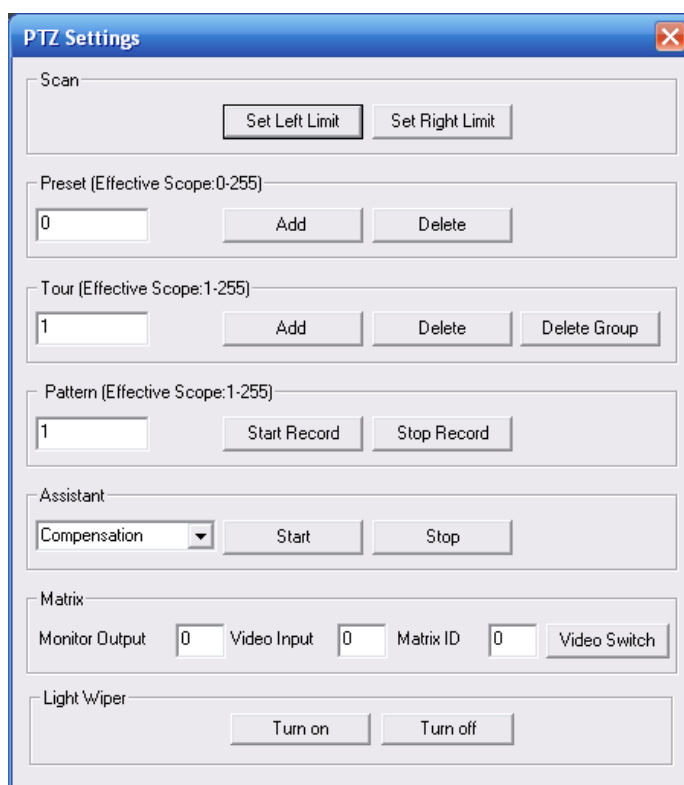 PTZ Settings
Scan
Set Left Limit Set Right Limit
Preset (Effective Scope:0-255)
0 Add Delete
Tour (Effective Scope:1-255)
1 Add Delete Delete Group
Pattern (Effective Scope:1-255)
1 Start Record Stop Record
Assistant
Compensation Start Stop
Matrix
Monitor Output 0 Video Input 0 Matrix ID 0 Video Switch
Light Wiper
Turn on Turn off